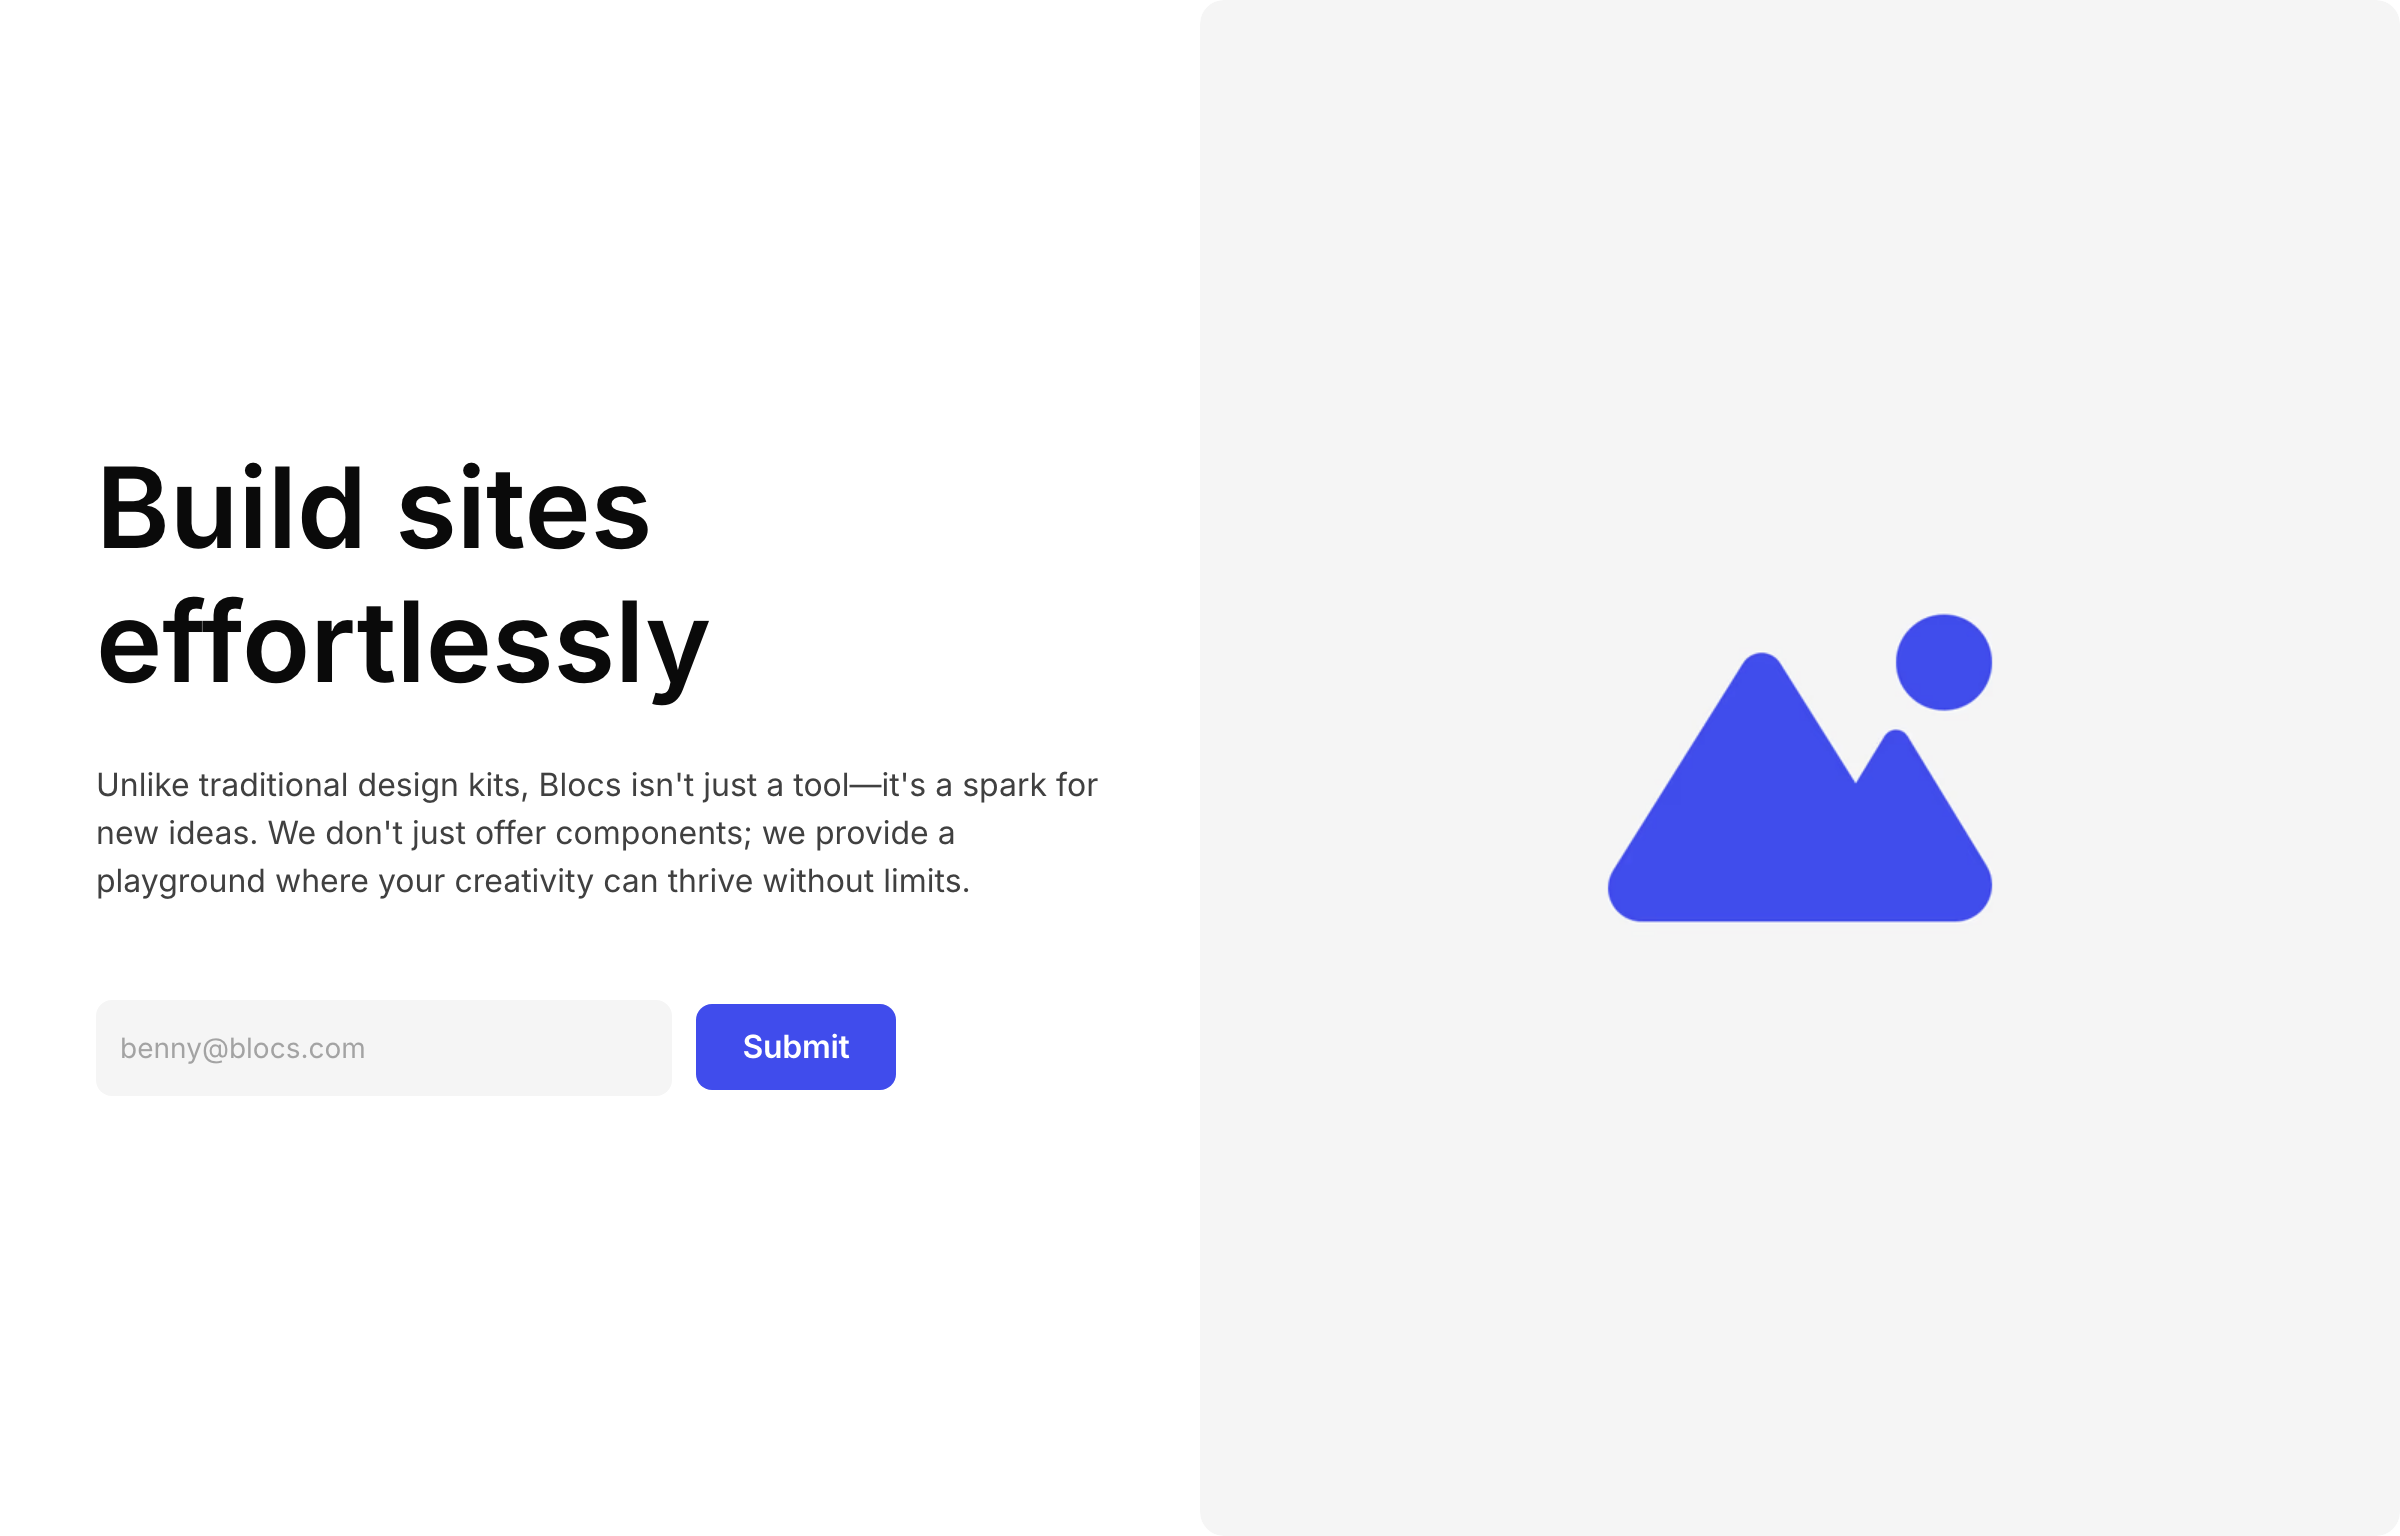 Build sites
effortlessly
Unlike traditional design kits, Blocs isn't just a tool—it's a spark for
new ideas. We don't just offer components; we provide a
playground where your creativity can thrive without limits.
benny@blocs.com
Submit